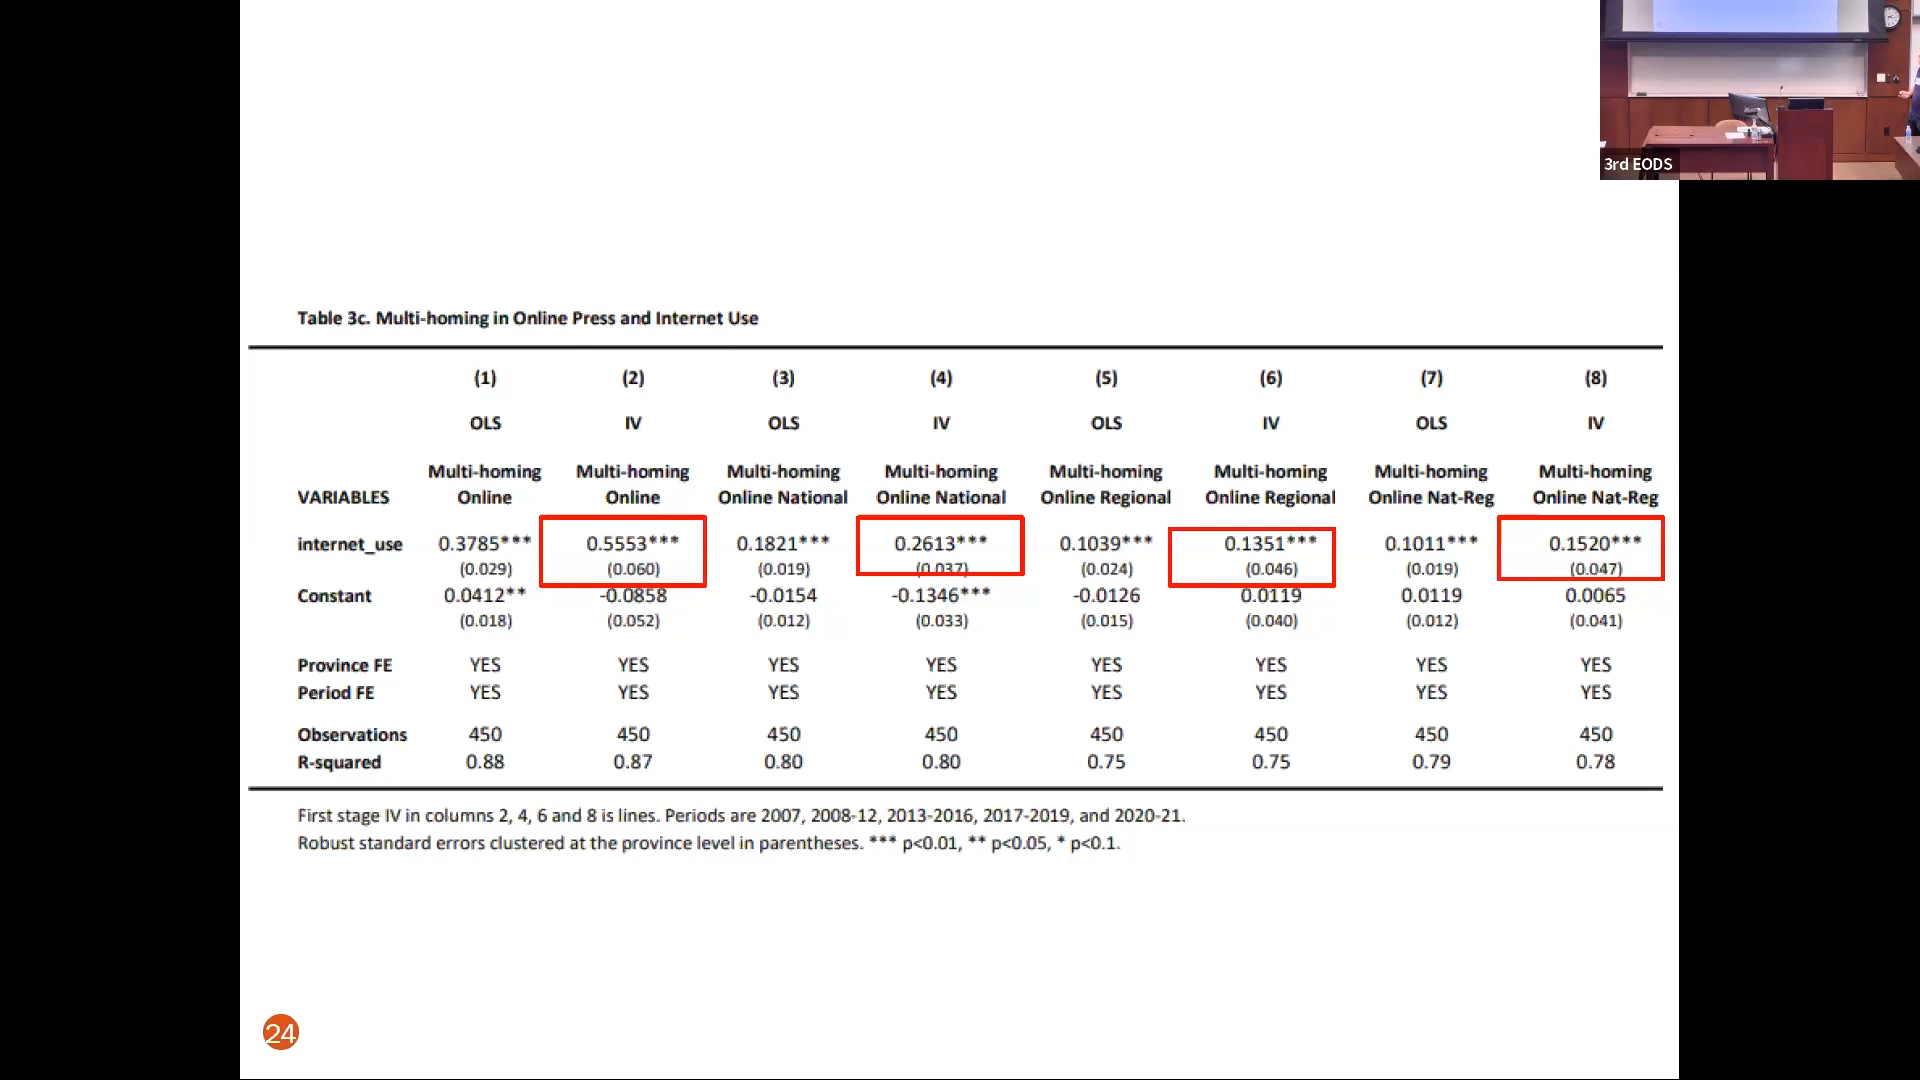 3rd EODS
Table 3c. Multi-homing in Online Press and Internet Use
(1) (2) (3) (4) (5) (6) (7) (8)
OLS IV OLS IV OLS IV OLS IV
Multi-homing Multi-homing Multi-homing Multi-homing Multi-homing Multi-homing Multi-homing Multi-homing
VARIABLES Online Online Online National Online National Online Regional Online Regional Online Nat-Reg Online Nat-Reg
internet_use 0.3785*** 0.5553*** 0.1821*** 0.2613*** 0.1039*** 0.1351*** 0.1011*** 0.1520***
(0.029) (0.060) (0.019) (0.037) (0.024) (0.046) (0.019) (0.047)
Constant 0.0412** -0.0858 -0.0154 -0.1346*** -0.0126 0.0119 0.0119 0.0065
(0.018) (0.052) (0.012) (0.033) (0.015) (0.040) (0.012) (0.041)
Province FE YES YES YES YES YES YES YES YES
Period FE YES YES YES YES YES YES YES YES
Observations 450 450 450 450 450 450 450 450
R-squared 0.88 0.87 0.80 0.80 0.75 0.75 0.79 0.78
First stage IV in columns 2, 4, 6 and 8 is lines. Periods are 2007, 2008-12, 2013-2016, 2017-2019, and 2020-21.
Robust standard errors clustered at the province level in parentheses. *** p<0.01, ** p<0.05, * p<0.1.
24